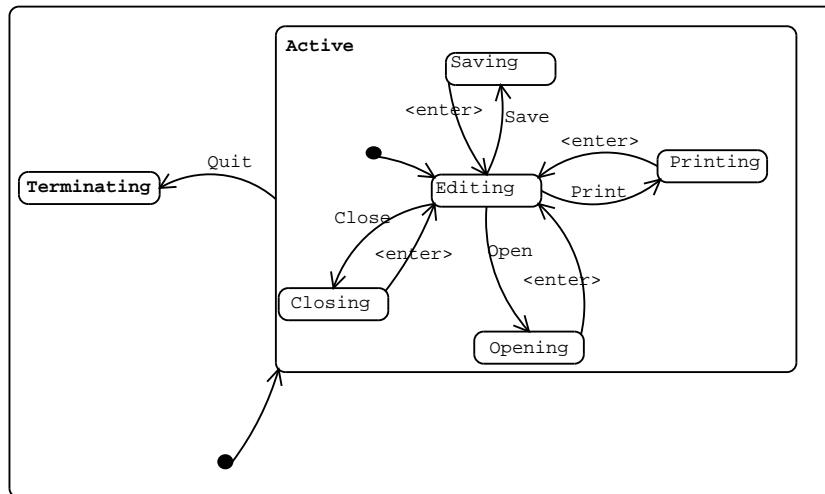 Active
Saving
<enter>
Save
<enter>
Printing
Quit
Terminating
Editing
Print
Close
<enter>
Open
<enter>
Closing
Opening